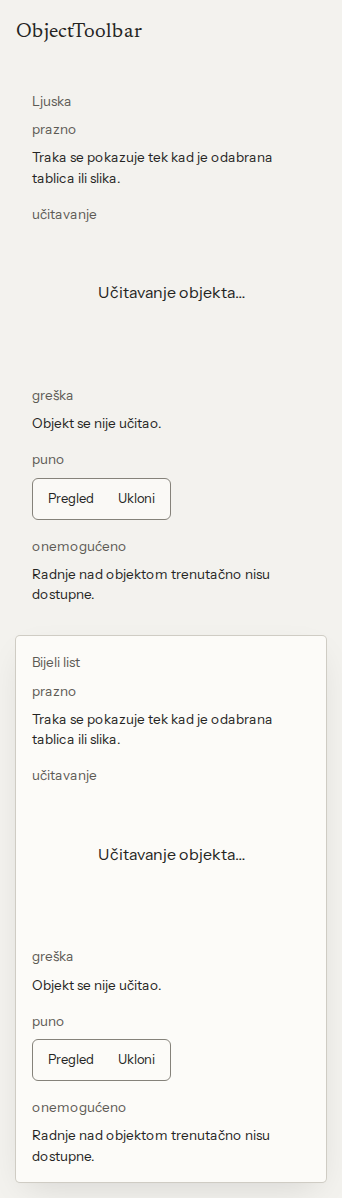 ObjectToolbar
Ljuska
prazno
Traka se pokazuje tek kad je odabrana
tablica ili slika.
učitavanje
Učitavanje objekta…
greška
Objekt se nije učitao.
puno
Pregled Ukloni
onemogućeno
Radnje nad objektom trenutačno nisu
dostupne.
Bijeli list
prazno
Traka se pokazuje tek kad je odabrana
tablica ili slika.
učitavanje
Učitavanje objekta…
greška
Objekt se nije učitao.
puno
Pregled Ukloni
onemogućeno
Radnje nad objektom trenutačno nisu
dostupne.